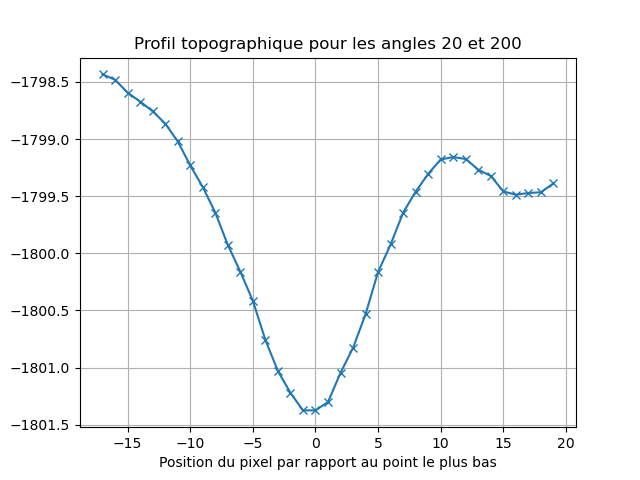 Profil topographique pour les angles 20 et 200
−1798.5
−1799.0
−1799.5
−1800.0
−1800.5
−1801.0
−1801.5
−15 −10 −5 0 5 10 15 20
Position du pixel par rapport au point le plus bas